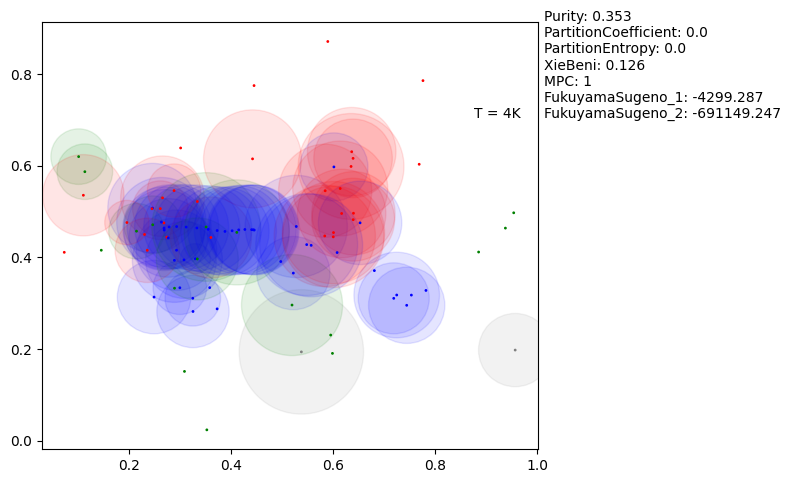 Purity: 0.353
PartitionCoefficient: 0.0
PartitionEntropy: 0.0
XieBeni: 0.126
MPC: 1
FukuyamaSugeno_1: -4299.287
FukuyamaSugeno_2: -691149.247
T = 4K
0.8
0.6
0.4
0.2
0.0
0.2 0.4 0.6 0.8 1.0